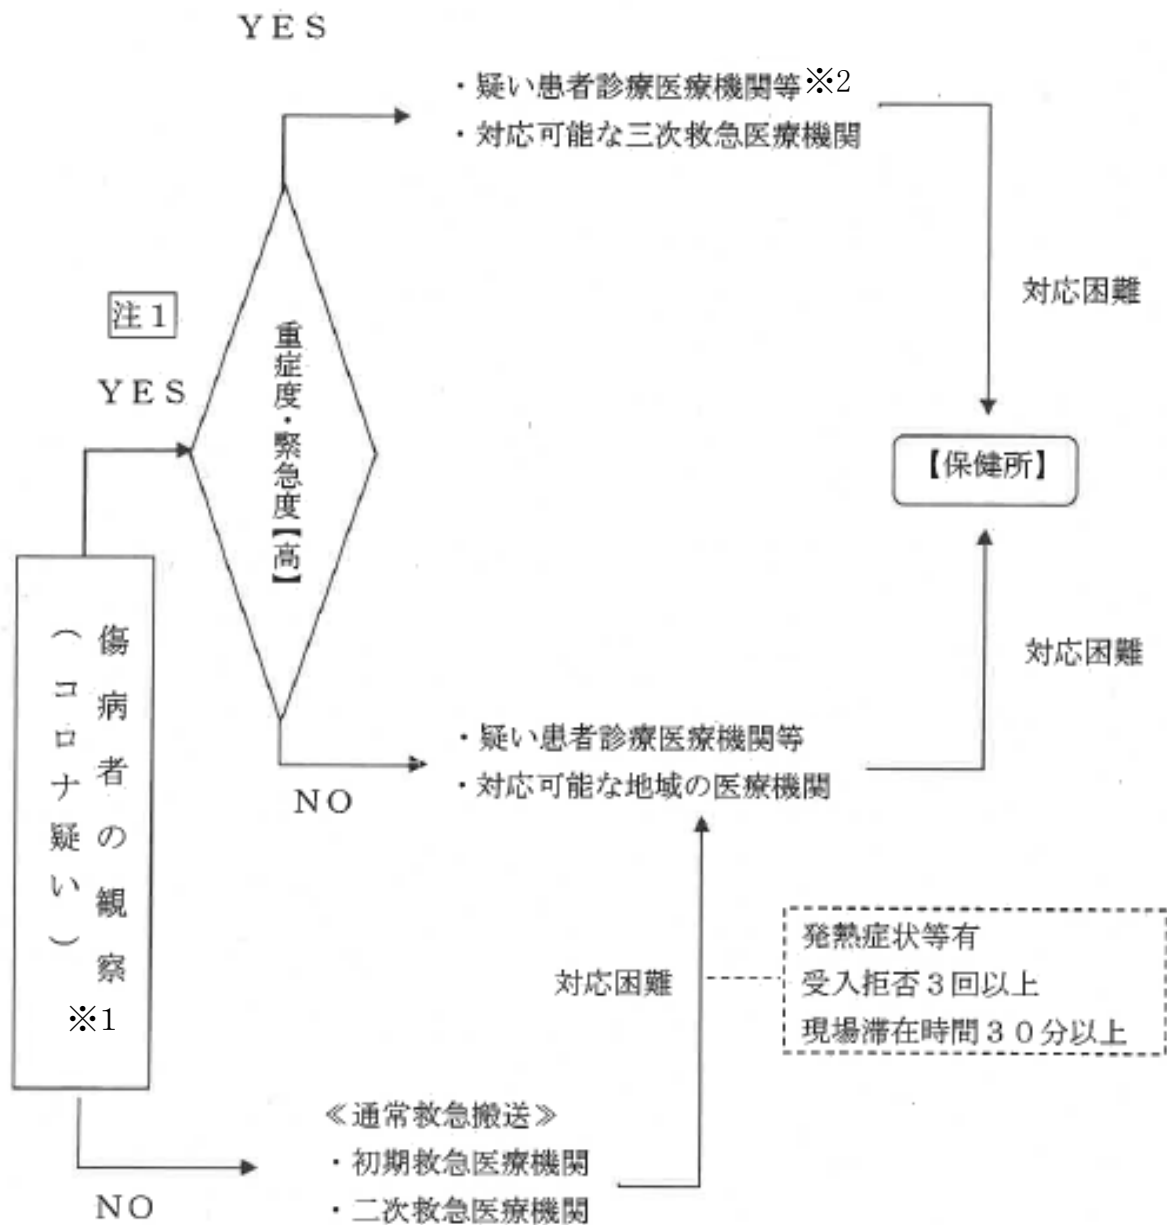 YES
・疑い患者診療医療機関等※2
・対応可能な三次救急医療機関
対応困難
注1
YES
重症度・緊急度【高】
【保健所】
傷病者の観察
（コロナ疑い）
※1
対応困難
・疑い患者診療医療機関等
・対応可能な地域の医療機関
NO
発熱症状等有
受入拒否3回以上
現場滞在時間３０分以上
対応困難
≪通常救急搬送≫
・初期救急医療機関
・二次救急医療機関
NO